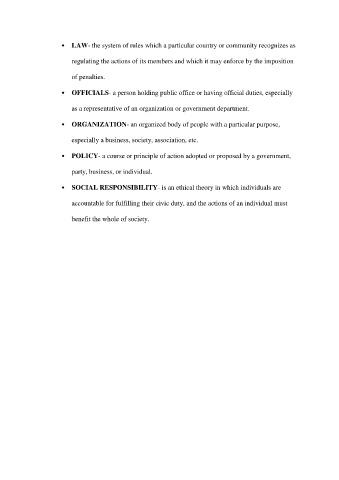 • LAW- the system of rules which a particular country or community recognizes as
regulating the actions of its members and which it may enforce by the imposition
of penalties.
• OFFICIALS- a person holding public office or having official duties, especially
as a representative of an organization or government department.
• ORGANIZATION- an organized body of people with a particular purpose,
especially a business, society, association, etc.
• POLICY- a course or principle of action adopted or proposed by a government,
party, business, or individual.
• SOCIAL RESPONSIBILITY- is an ethical theory in which individuals are
accountable for fulfilling their civic duty, and the actions of an individual must
benefit the whole of society.